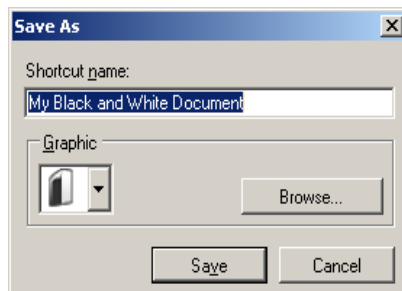 Save As
Shortcut name:
My Black and White Document
Graphic
Browse...
Save
Cancel